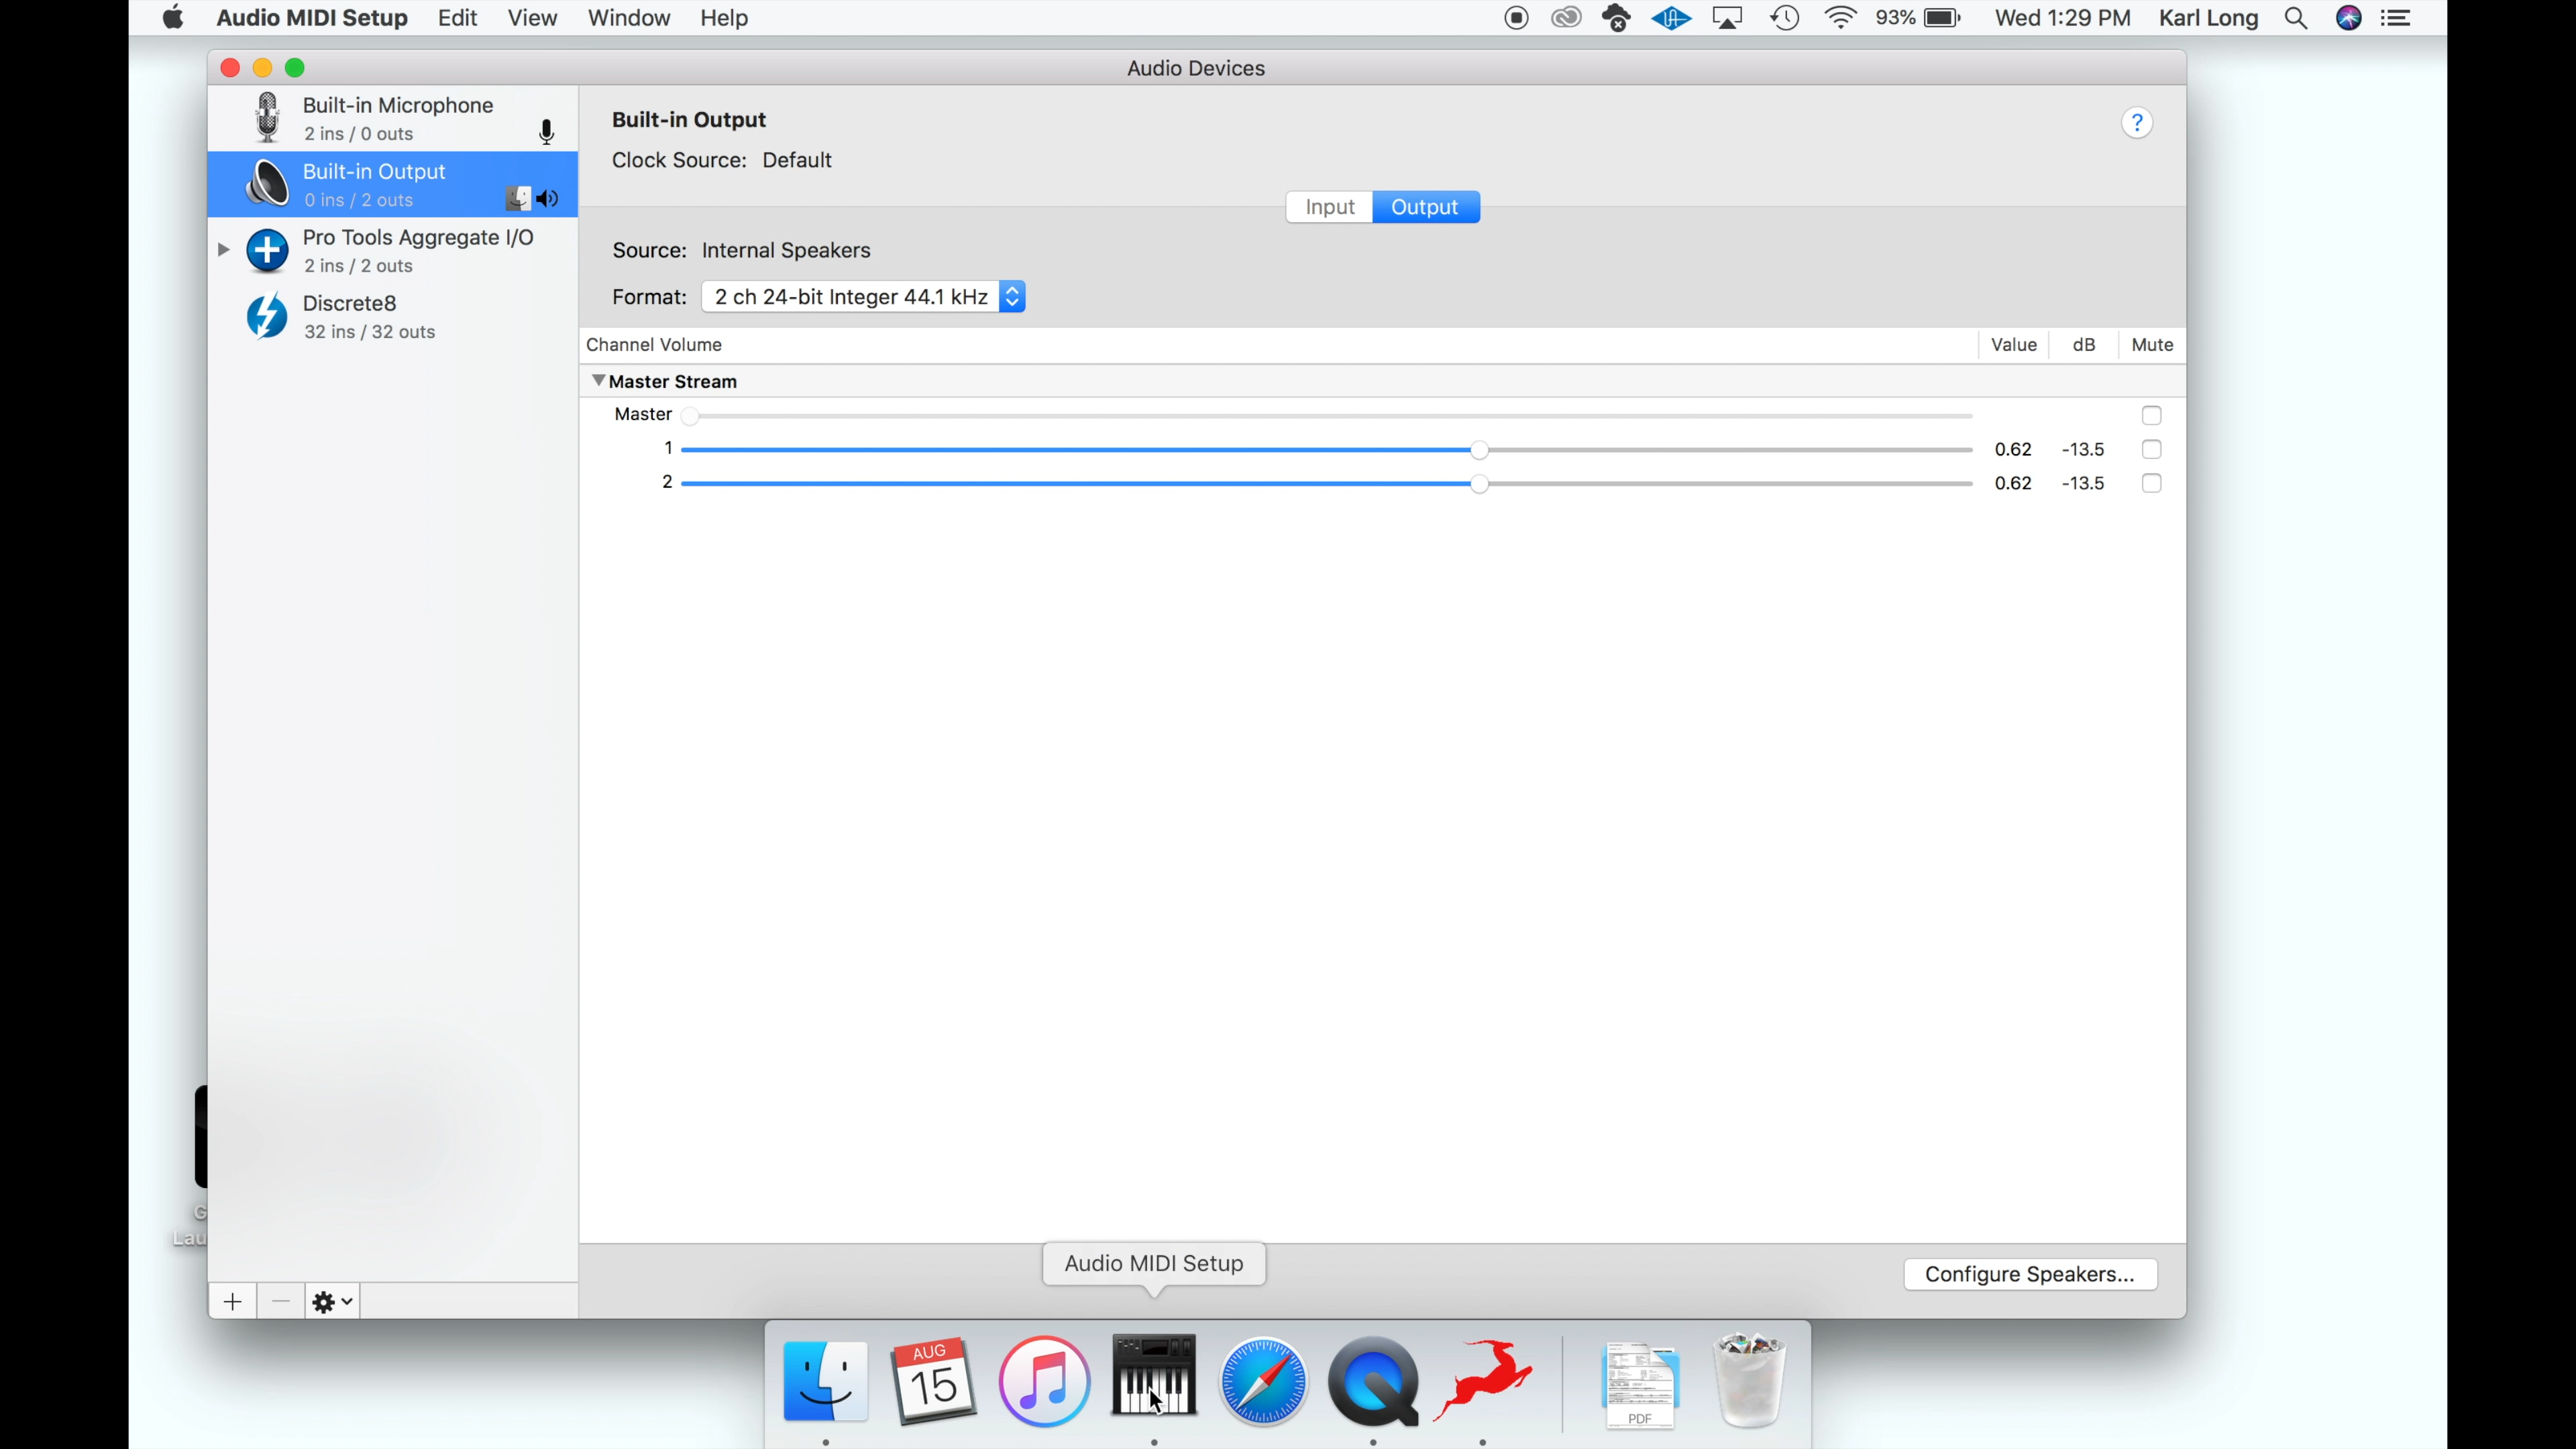 Audio MIDI Setup Edit View Window Help 93% Wed 1:29 PM Karl Long
Audio Devices
Built-in Microphone
2 ins / 0 outs
Built-in Output
0 ins / 2 outs
Pro Tools Aggregate I/O
2 ins / 2 outs
Discrete8
32 ins / 32 outs
Built-in Output
?
Clock Source: Default
Input Output
Source: Internal Speakers
Format: 2 ch 24-bit Integer 44.1 kHz
Channel Volume Value dB Mute
Master Stream
Master
1 0.62 -13.5
2 0.62 -13.5
G
Lau
Audio MIDI Setup
Configure Speakers...
AUG
15
PDF